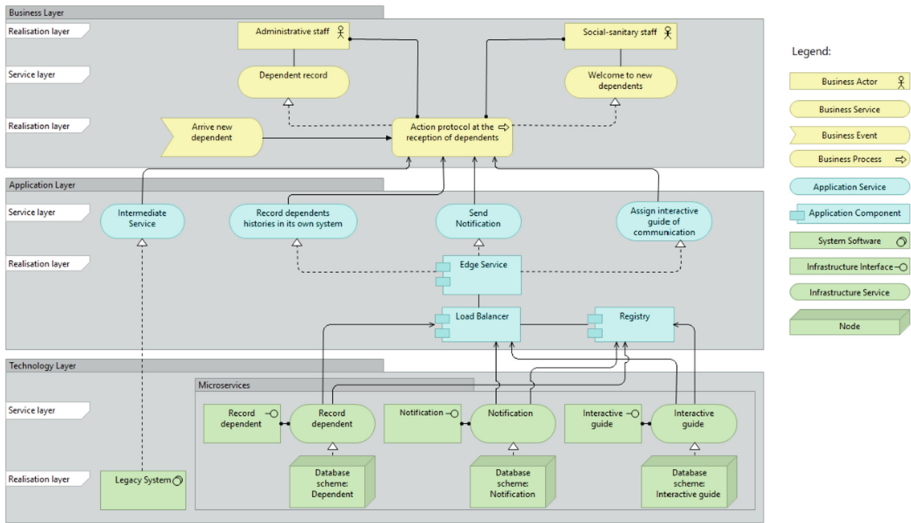 Business Layer
Realisation layer
Administrative staff
Social-sanitary staff
Service layer
Dependent record
Welcome to new
dependents
Realisation layer
Arrive new
dependent
Action protocol at the
reception of dependents
Application Layer
Service layer
Intermediate
Service
Record dependents
histories in its own system
Send
Notification
Assign interactive
guide of
communication
Realisation layer
Edge Service
Load Balancer
Registry
Technology Layer
Microservices
Service layer
Record
dependent
Record
dependent
Notification
Notification
Interactive
guide
Interactive
guide
Realisation layer
Legacy System
Database
scheme:
Dependent
Database
scheme:
Notification
Database
scheme:
Interactive guide
Legend:
Business Actor
Business Service
Business Event
Business Process
Application Service
Application Component
System Software
Infrastructure Interface
Infrastructure Service
Node